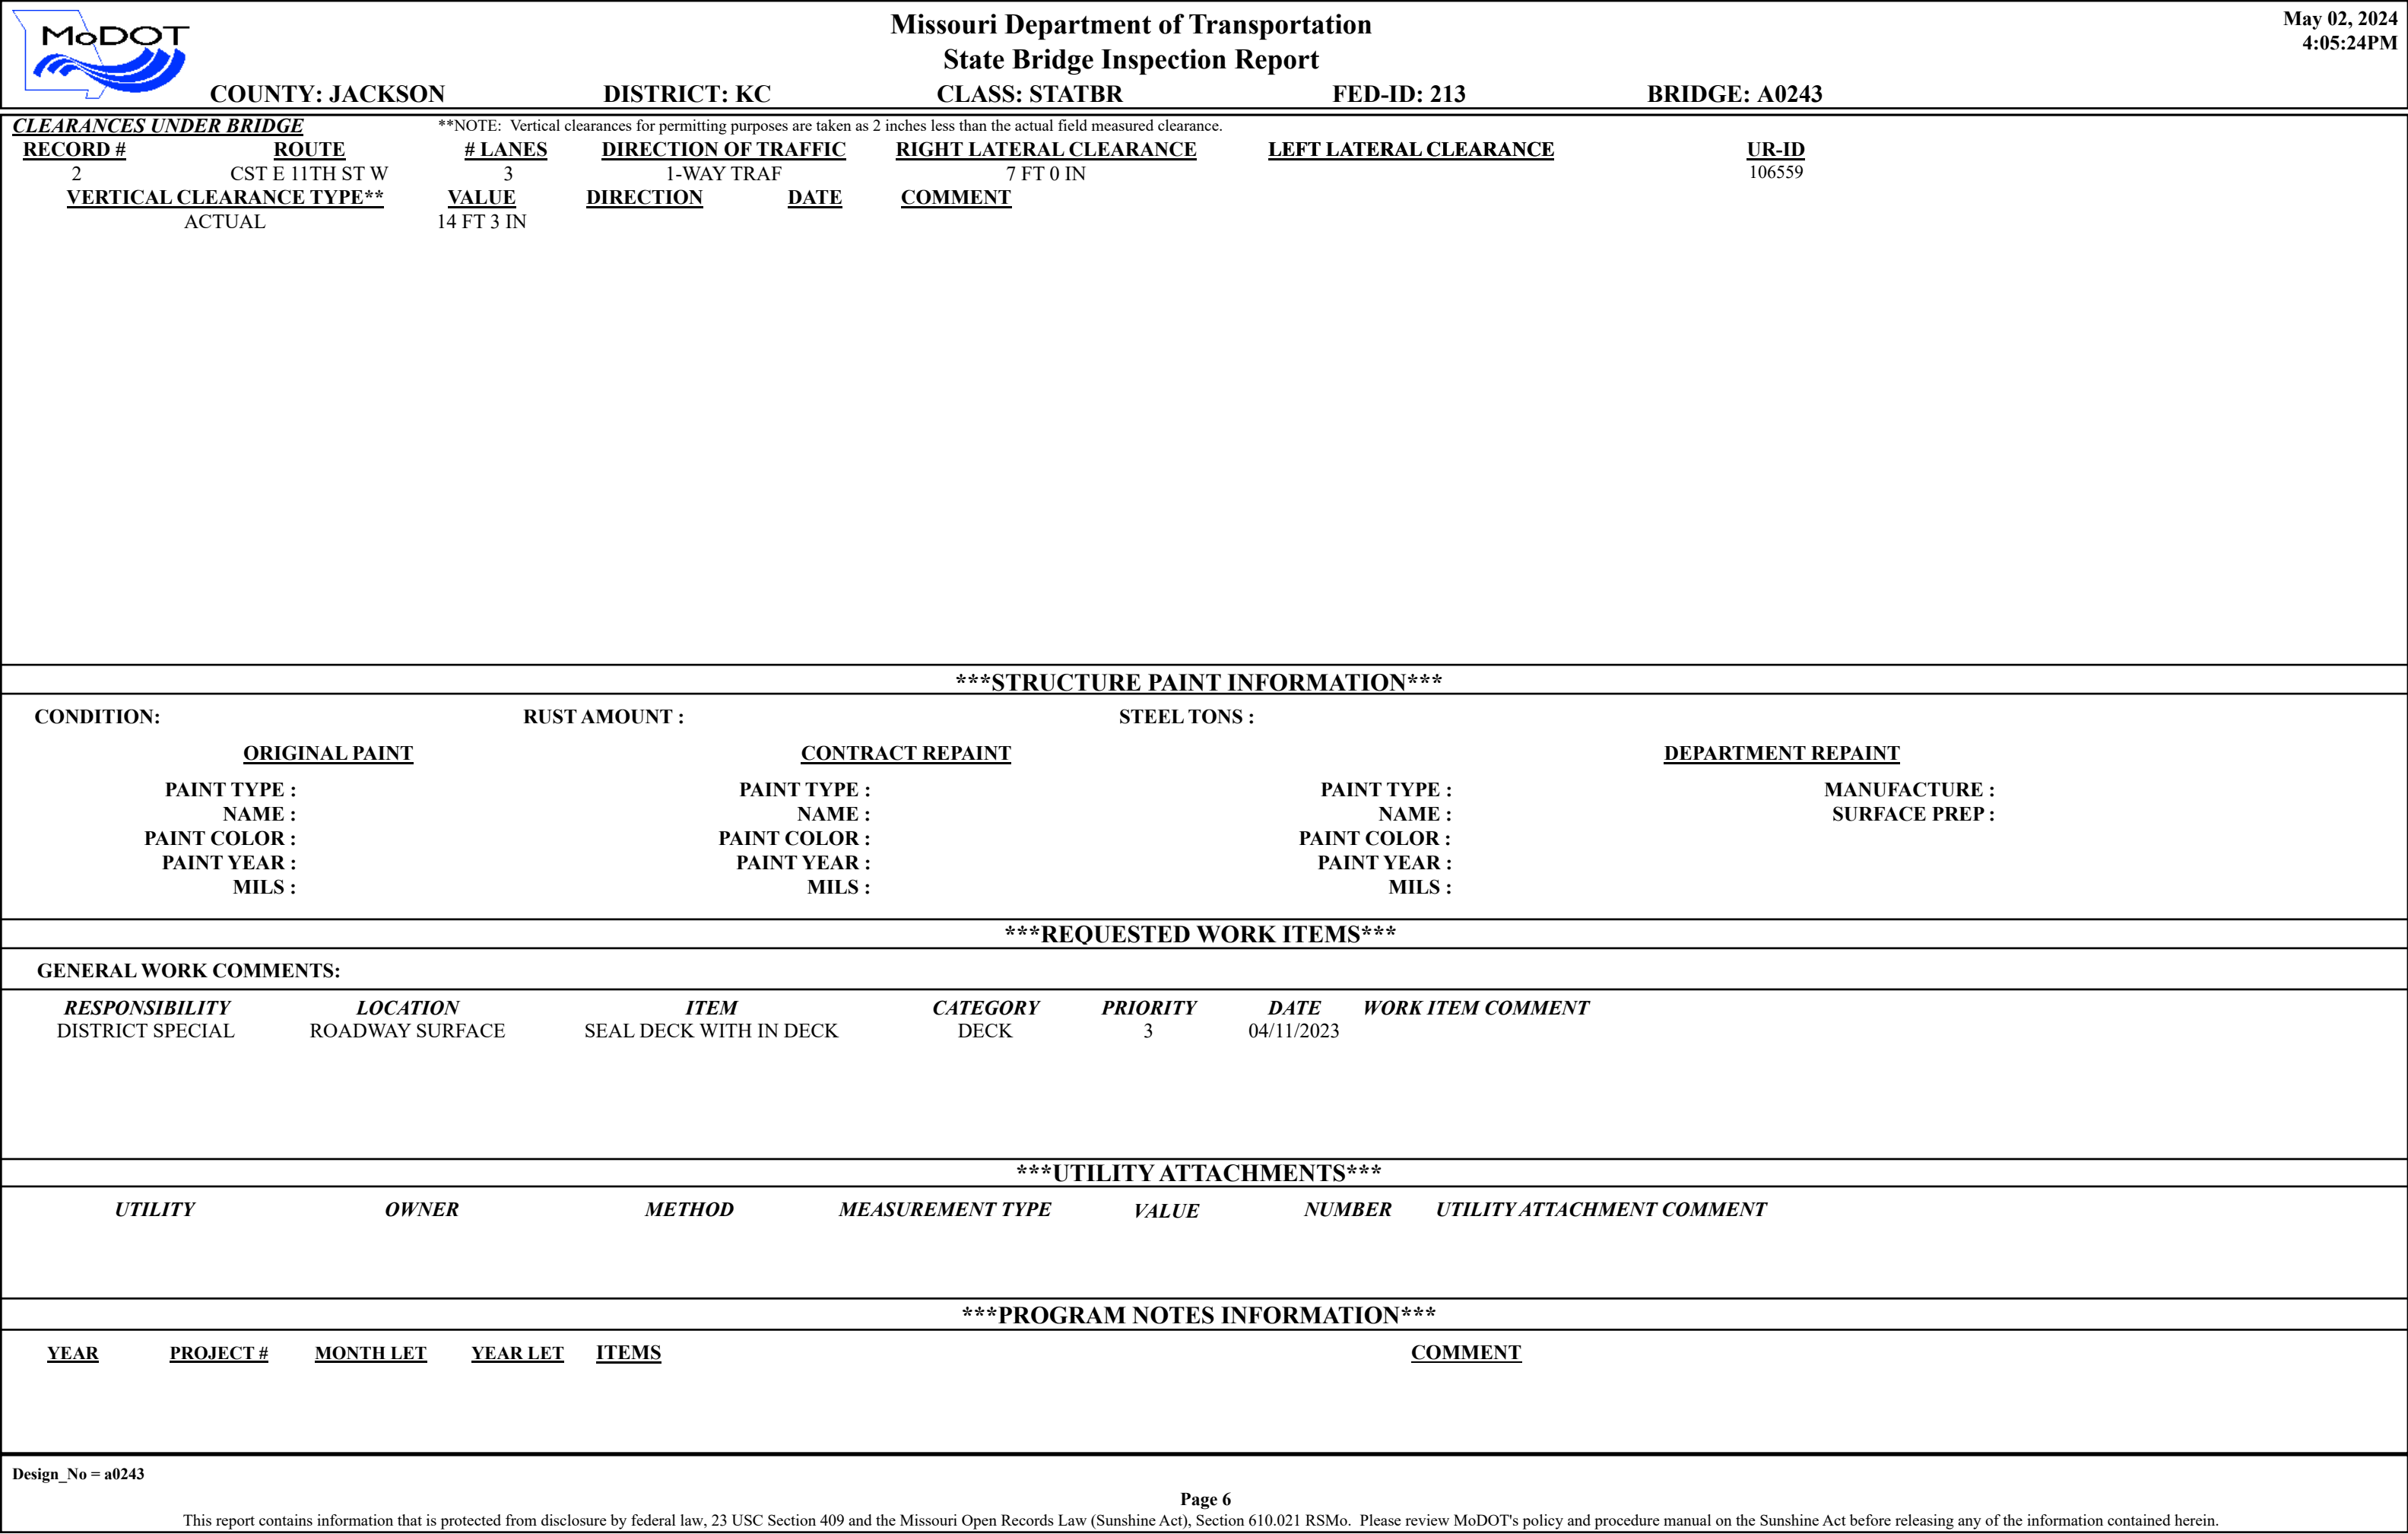 MoDOT
Missouri Department of Transportation
State Bridge Inspection Report
May 02, 2024
4:05:24PM
COUNTY: JACKSON DISTRICT: KC CLASS: STATBR FED-ID: 213 BRIDGE: A0243
CLEARANCES UNDER BRIDGE **NOTE: Vertical clearances for permitting purposes are taken as 2 inches less than the actual field measured clearance.
RECORD # ROUTE # LANES DIRECTION OF TRAFFIC RIGHT LATERAL CLEARANCE LEFT LATERAL CLEARANCE UR-ID
2 CST E 11TH ST W 3 1-WAY TRAF 7 FT 0 IN 106559
VERTICAL CLEARANCE TYPE** VALUE DIRECTION DATE COMMENT
ACTUAL 14 FT 3 IN
***STRUCTURE PAINT INFORMATION***
CONDITION: RUST AMOUNT : STEEL TONS :
ORIGINAL PAINT CONTRACT REPAINT DEPARTMENT REPAINT
PAINT TYPE : PAINT TYPE : PAINT TYPE : MANUFACTURE :
NAME : NAME : NAME : SURFACE PREP :
PAINT COLOR : PAINT COLOR : PAINT COLOR :
PAINT YEAR : PAINT YEAR : PAINT YEAR :
MILS : MILS : MILS :
***REQUESTED WORK ITEMS***
GENERAL WORK COMMENTS:
RESPONSIBILITY LOCATION ITEM CATEGORY PRIORITY DATE WORK ITEM COMMENT
DISTRICT SPECIAL ROADWAY SURFACE SEAL DECK WITH IN DECK DECK 3 04/11/2023
***UTILITY ATTACHMENTS***
UTILITY OWNER METHOD MEASUREMENT TYPE VALUE NUMBER UTILITY ATTACHMENT COMMENT
***PROGRAM NOTES INFORMATION***
YEAR PROJECT # MONTH LET YEAR LET ITEMS COMMENT
Design_No = a0243
Page 6
This report contains information that is protected from disclosure by federal law, 23 USC Section 409 and the Missouri Open Records Law (Sunshine Act), Section 610.021 RSMo. Please review MoDOT's policy and procedure manual on the Sunshine Act before releasing any of the information contained herein.